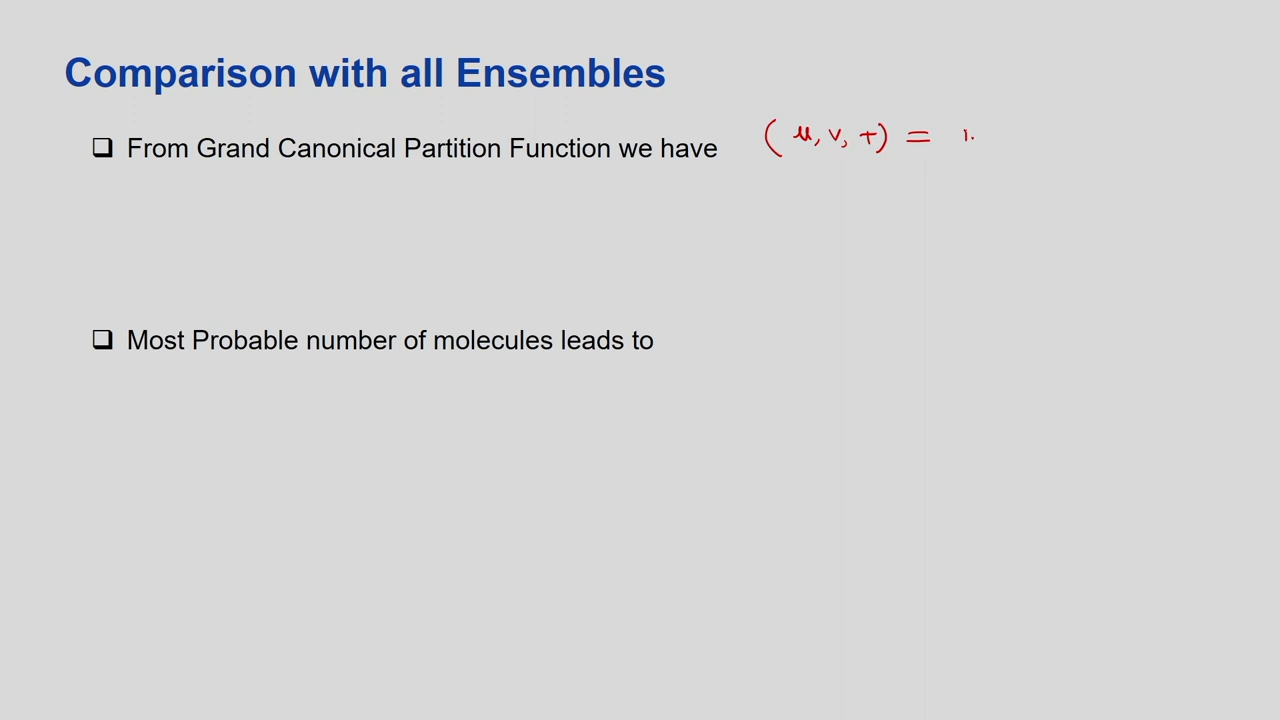 Comparison with all Ensembles
❑ From Grand Canonical Partition Function we have (μ, v, T) =
❑ Most Probable number of molecules leads to